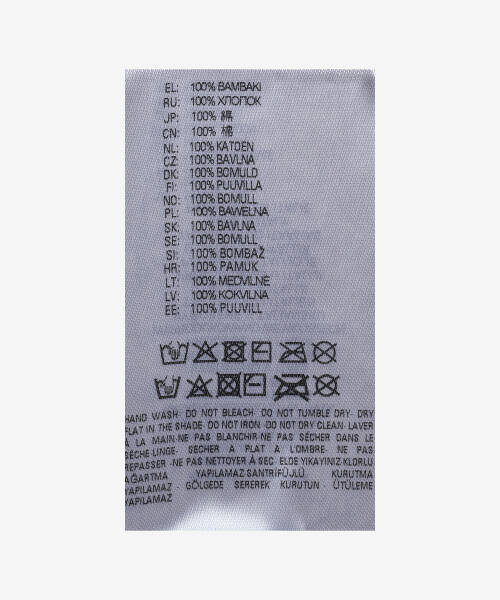 EL: 100% BAMBAKI
RU: 100% ХЛОПОК
JP: 100% 綿
CN: 100% 棉
NL: 100% KATOEN
CZ: 100% BAVLNA
DK: 100% BOMULD
FI: 100% PUUVILLA
NO: 100% BOMULL
PL: 100% BAWEŁNA
SK: 100% BAVLNA
SE: 100% BOMULL
SI: 100% BOMBAŽ
HR: 100% PAMUK
LT: 100% MEDVILNĖ
LV: 100% KOKVILNA
EE: 100% PUUVILL
HAND WASH· DO NOT BLEACH· DO NOT TUMBLE DRY· DRY
FLAT IN THE SHADE· DO NOT IRON ·DO NOT DRY CLEAN· LAVER
À LA MAIN·NE PAS BLANCHIR·NE PAS SÉCHER DANS LE
SÈCHE LINGE· SÉCHER À PLAT À L'OMBRE· NE PAS
REPASSER ·NE PAS NETTOYER À SEC· ELDE YIKAYINIZ·KLORLU
AĞARTMA YAPILAMAZ·SANTRİFÜJLÜ KURUTMA
YAPILAMAZ· GÖLGEDE SEREREK KURUTUN· ÜTÜLEME
YAPILAMAZ